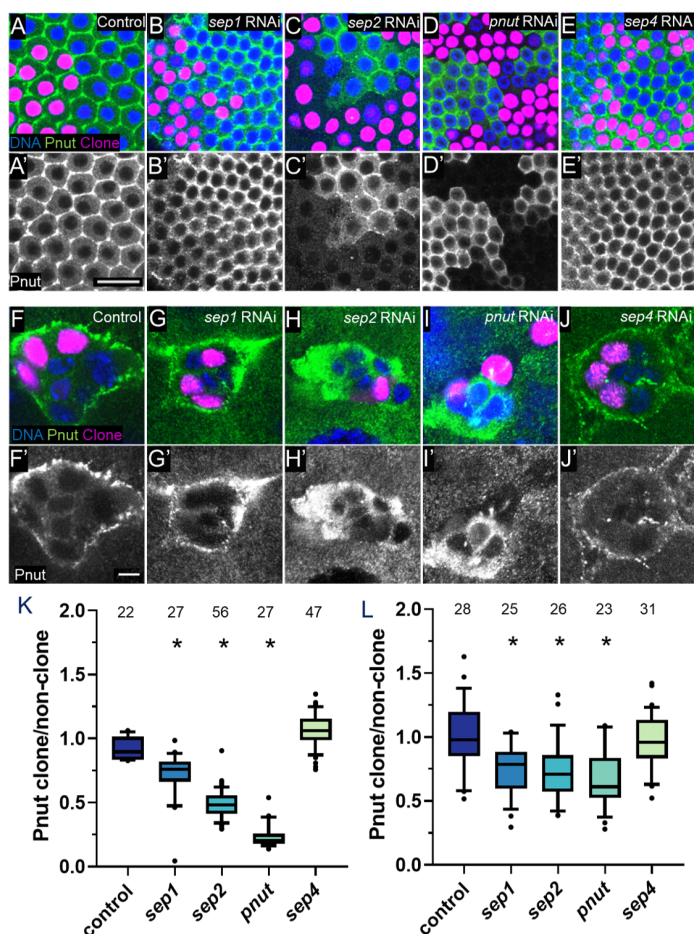 A Control
B sep1 RNAi
C sep2 RNAi
D pnut RNAi
E sep4 RNAi
DNA Pnut Clone
A' B' C' D' E'
Pnut
F Control
G sep1 RNAi
H sep2 RNAi
I pnut RNAi
J sep4 RNAi
DNA Pnut Clone
F' G' H' I' J'
Pnut
K
22 27 56 27 47
* * *
2.0
1.5
1.0
0.5
0.0
Pnut clone/non-clone
control sep1 sep2 pnut sep4
L
28 25 26 23 31
* * *
2.0
1.5
1.0
0.5
0.0
Pnut clone/non-clone
control sep1 sep2 pnut sep4